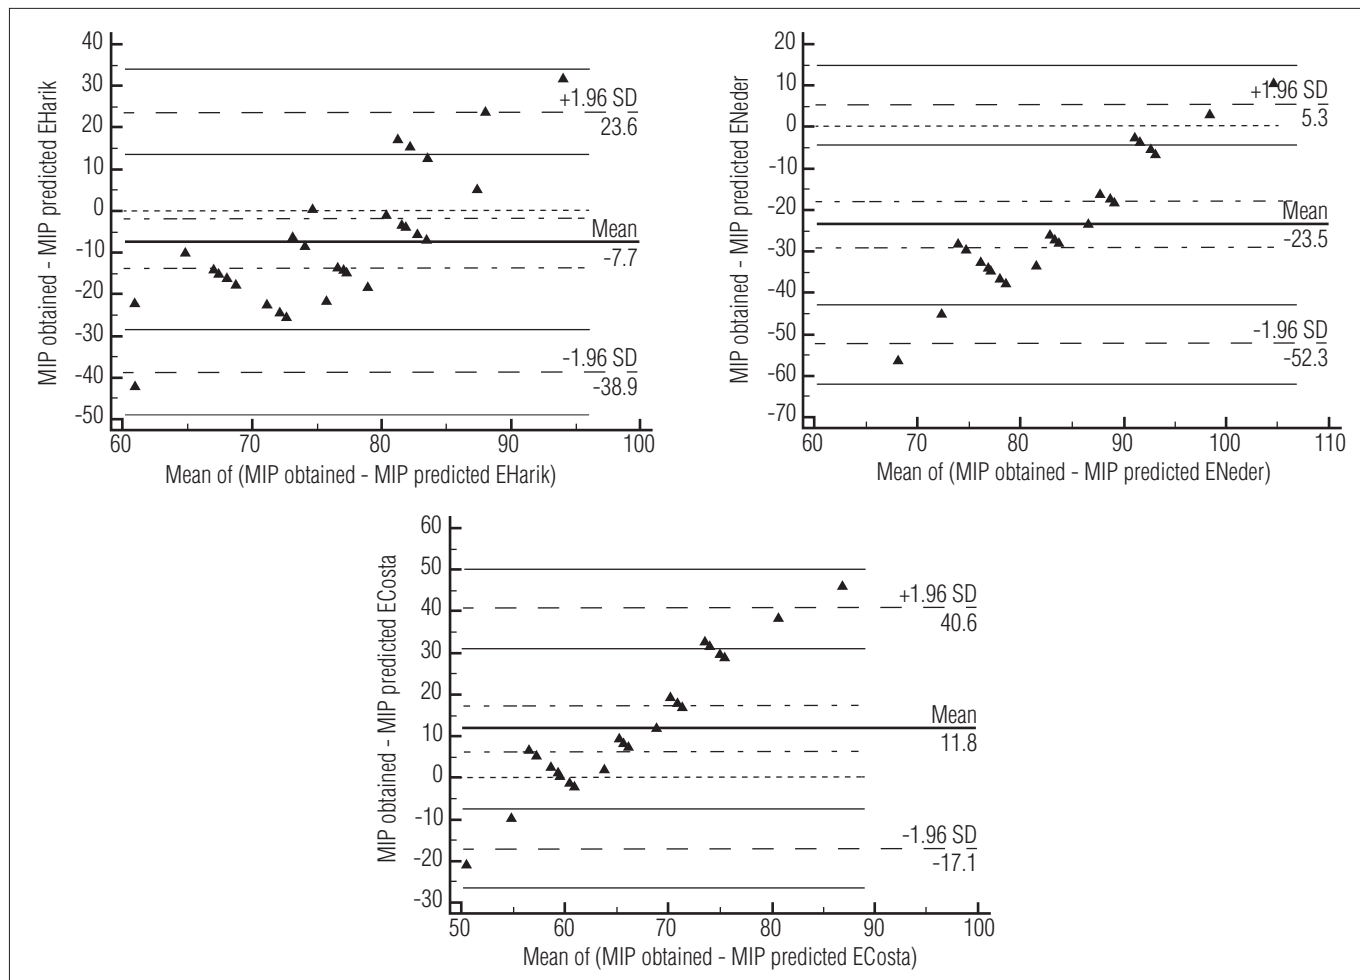 MIP obtained - MIP predicted EHarik
40
30
20
10
0
-10
-20
-30
-40
-50
+1.96 SD
23.6
Mean
-7.7
-1.96 SD
-38.9
60 70 80 90 100
Mean of (MIP obtained - MIP predicted EHarik)
MIP obtained - MIP predicted ENeder
20
10
0
-10
-20
-30
-40
-50
-60
-70
+1.96 SD
5.3
Mean
-23.5
-1.96 SD
-52.3
60 70 80 90 100 110
Mean of (MIP obtained - MIP predicted ENeder)
MIP obtained - MIP predicted ECosta
60
50
40
30
20
10
0
-10
-20
-30
+1.96 SD
40.6
Mean
11.8
-1.96 SD
-17.1
50 60 70 80 90 100
Mean of (MIP obtained - MIP predicted ECosta)